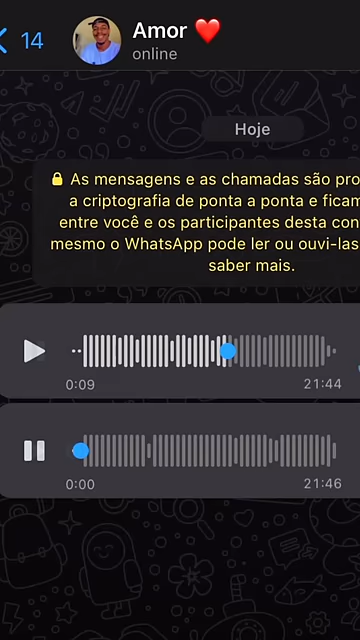 14
Amor ❤️
online
Hoje
🔒 As mensagens e as chamadas são pro
a criptografia de ponta a ponta e ficam
entre você e os participantes desta con
mesmo o WhatsApp pode ler ou ouvi-las
saber mais.
0:09 21:44
0:00 21:46